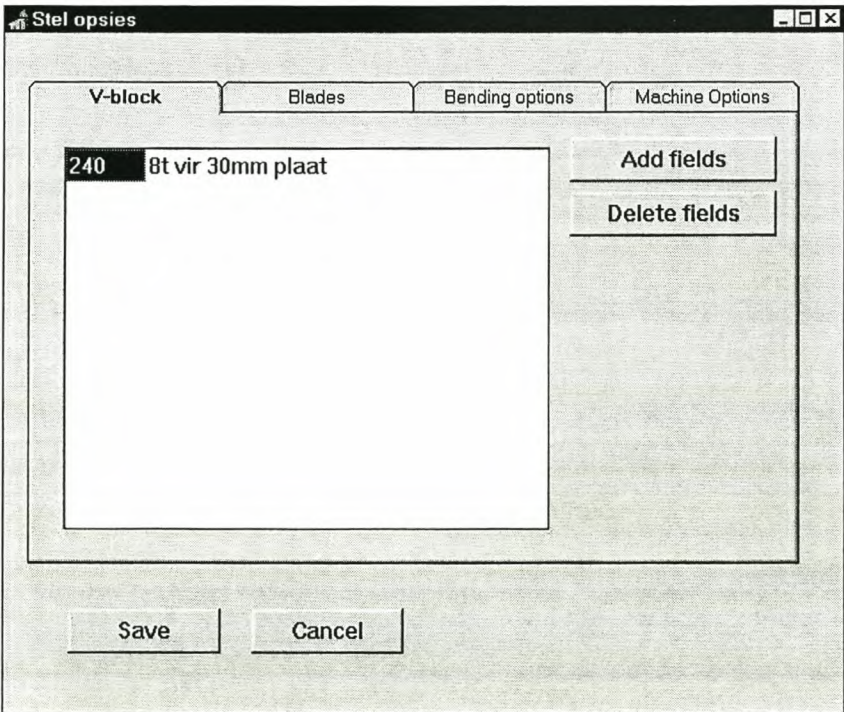 Stel opsies
V-block Blades Bending options Machine Options
240 8t vir 30mm plaat
Add fields
Delete fields
Save Cancel